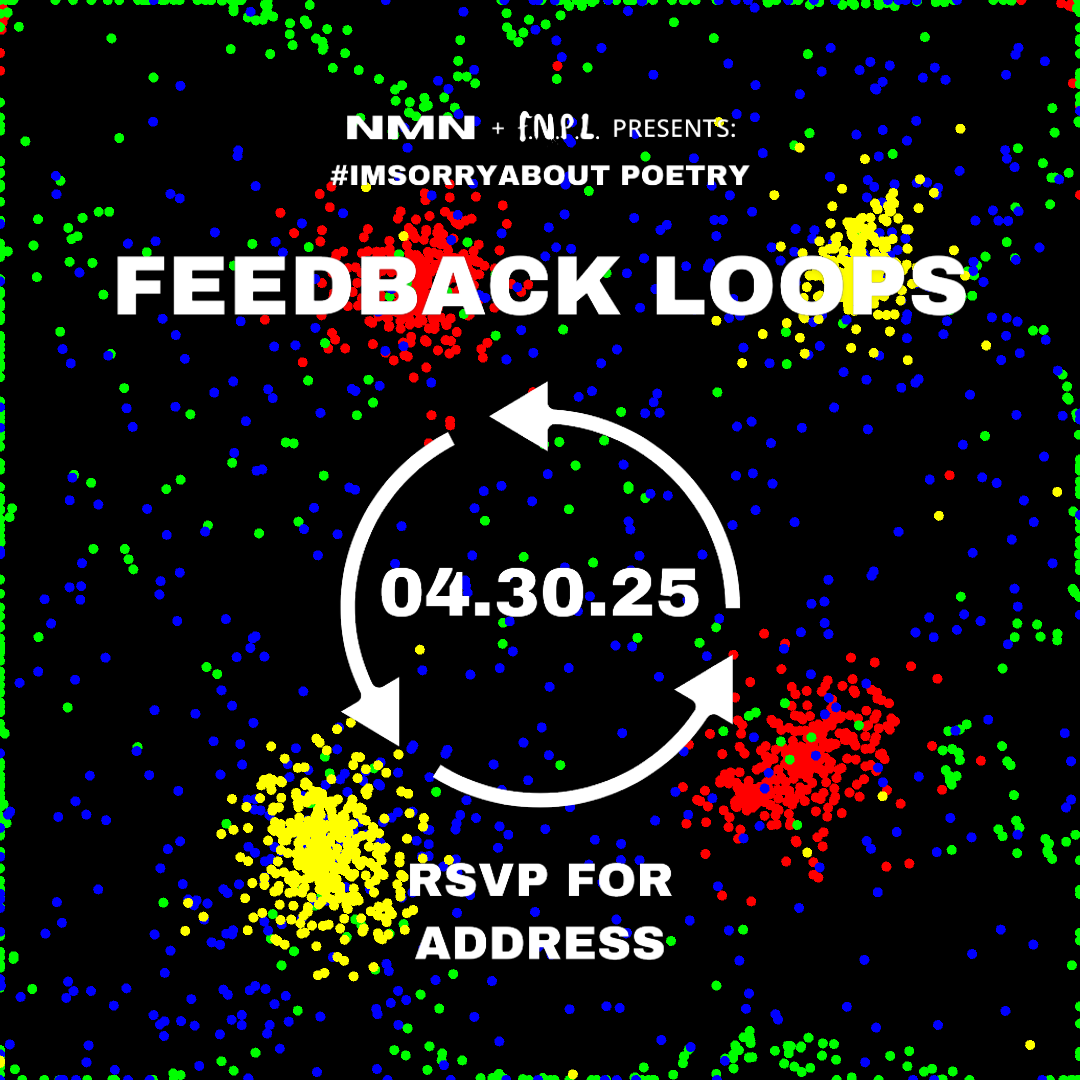 NMN + F.N.P.L. PRESENTS:
#IMSORRYABOUT POETRY
FEEDBACK LOOPS
04.30.25
RSVP FOR
ADDRESS